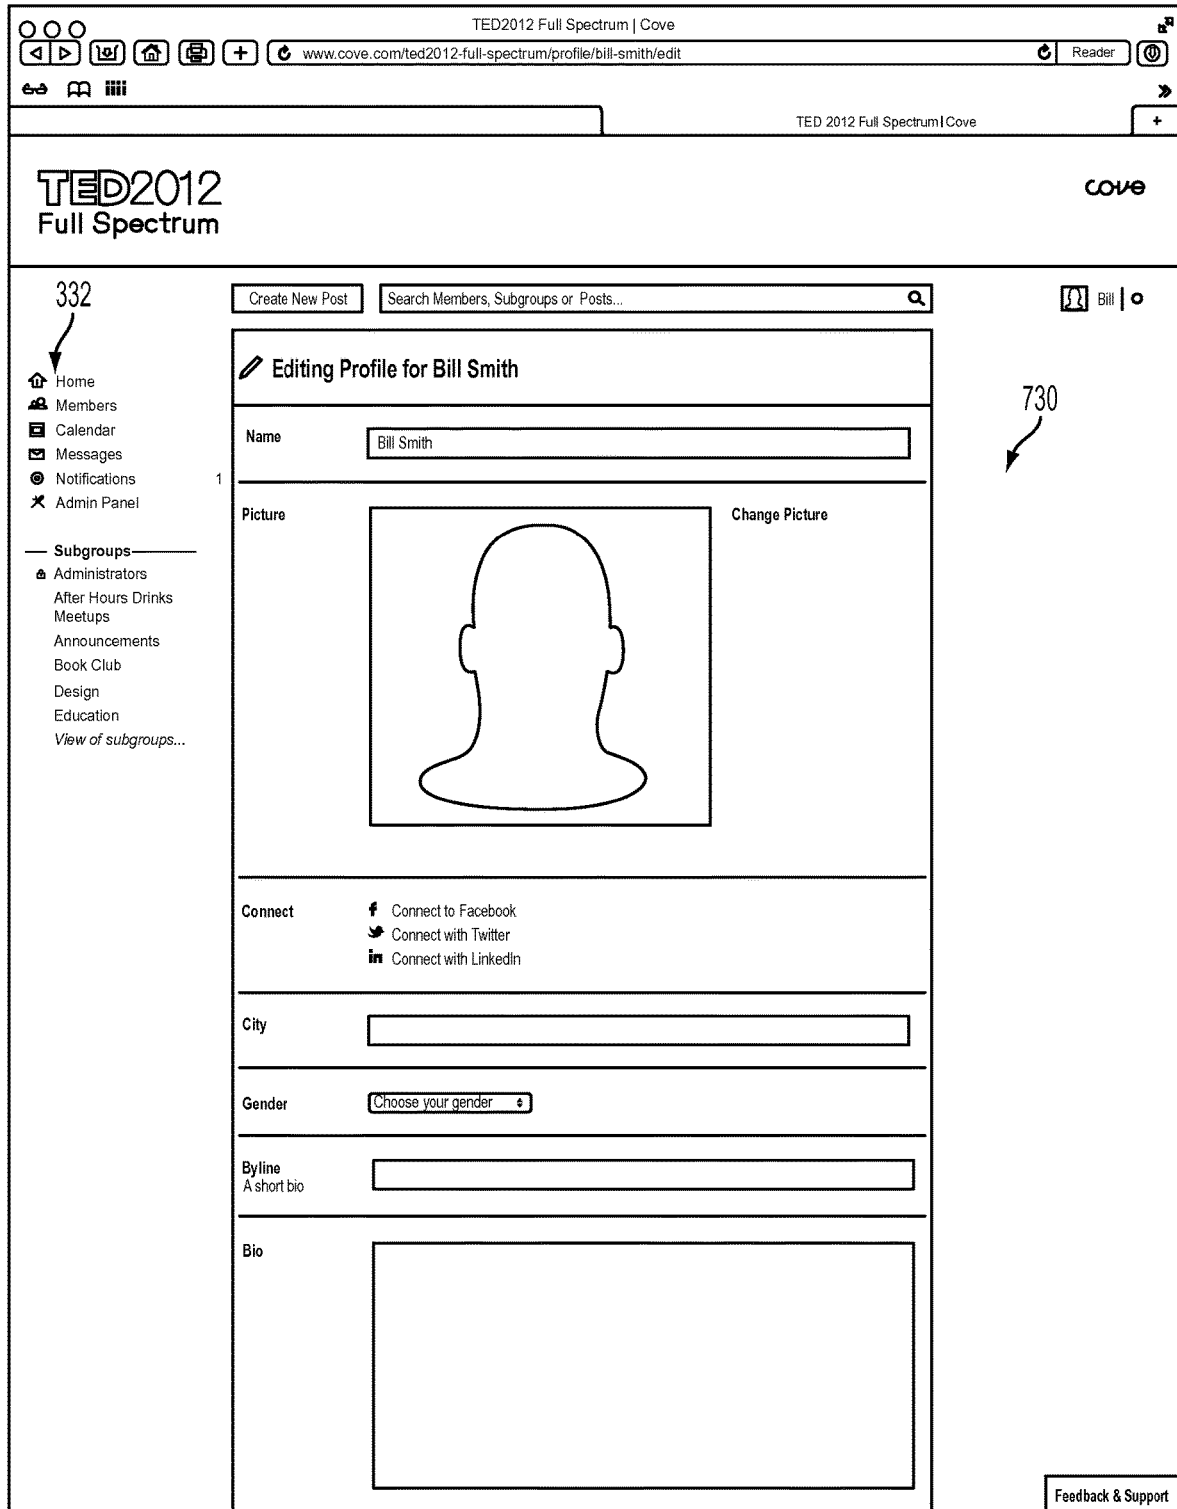 TED2012 Full Spectrum | Cove
www.cove.com/ted2012-full-spectrum/profile/bill-smith/edit
Reader
TED 2012 Full Spectrum | Cove
+
TED2012
Full Spectrum
cove
332
Create New Post
Search Members, Subgroups or Posts...
Bill
Home
Members
Calendar
Messages
Notifications 1
Admin Panel
Subgroups
Administrators
After Hours Drinks
Meetups
Announcements
Book Club
Design
Education
View of subgroups...
Editing Profile for Bill Smith
730
Name
Bill Smith
Picture
Change Picture
Connect
Connect to Facebook
Connect with Twitter
Connect with LinkedIn
City
Gender
Choose your gender
Byline
A short bio
Bio
Feedback & Support